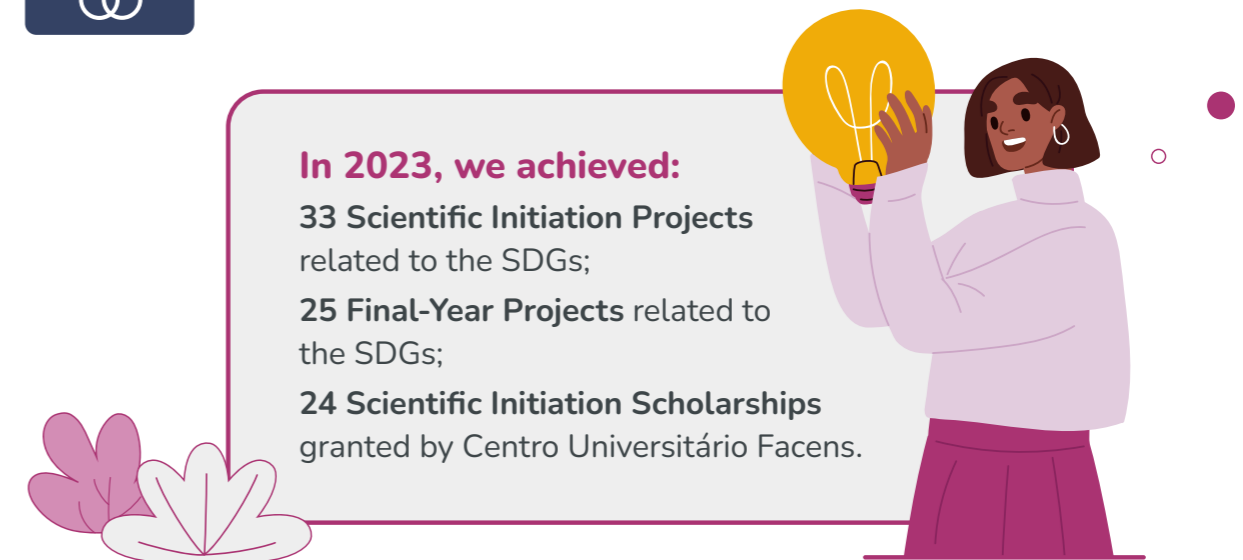 In 2023, we achieved:
33 Scientific Initiation Projects
related to the SDGs;
25 Final-Year Projects related to
the SDGs;
24 Scientific Initiation Scholarships
granted by Centro Universitário Facens.